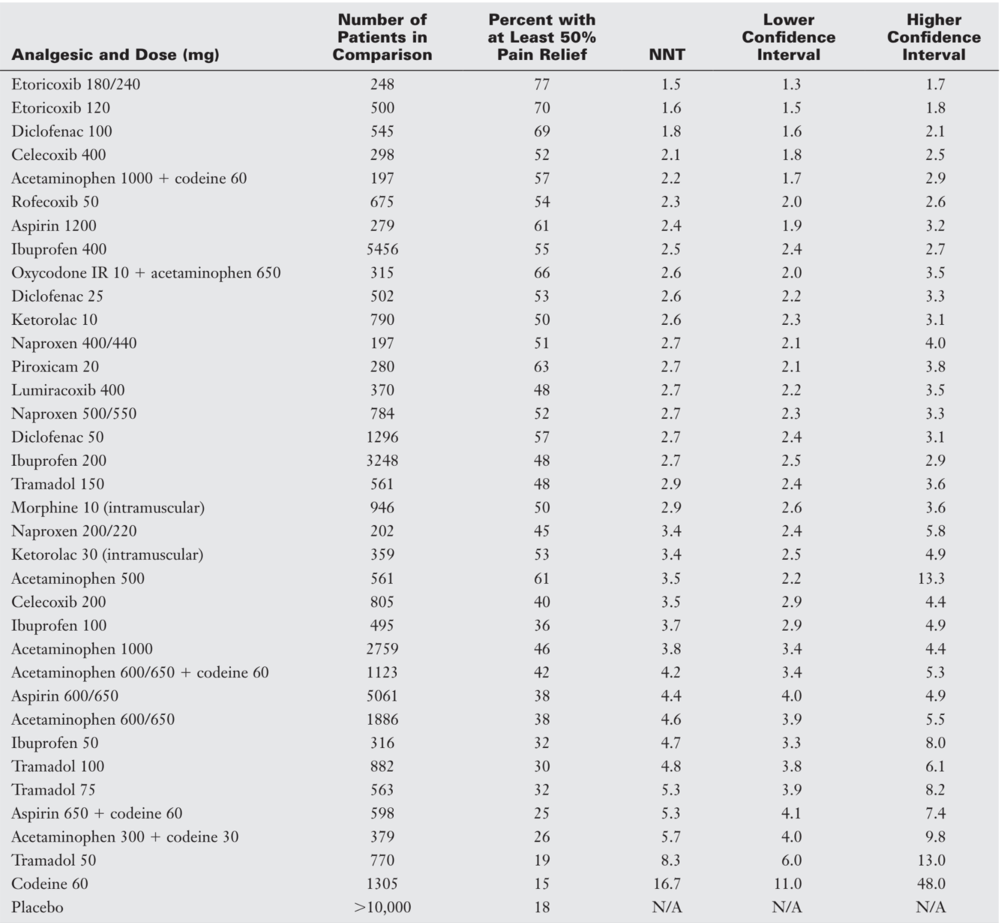 Analgesic and Dose (mg) Number of Patients in Comparison Percent with at Least 50% Pain Relief NNT Lower Confidence Interval Higher Confidence Interval
Etoricoxib 180/240 248 77 1.5 1.3 1.7
Etoricoxib 120 500 70 1.6 1.5 1.8
Diclofenac 100 545 69 1.8 1.6 2.1
Celecoxib 400 298 52 2.1 1.8 2.5
Acetaminophen 1000 + codeine 60 197 57 2.2 1.7 2.9
Rofecoxib 50 675 54 2.3 2.0 2.6
Aspirin 1200 279 61 2.4 1.9 3.2
Ibuprofen 400 5456 55 2.5 2.4 2.7
Oxycodone IR 10 + acetaminophen 650 315 66 2.6 2.0 3.5
Diclofenac 25 502 53 2.6 2.2 3.3
Ketorolac 10 790 50 2.6 2.3 3.1
Naproxen 400/440 197 51 2.7 2.1 4.0
Piroxicam 20 280 63 2.7 2.1 3.8
Lumiracoxib 400 370 48 2.7 2.2 3.5
Naproxen 500/550 784 52 2.7 2.3 3.3
Diclofenac 50 1296 57 2.7 2.4 3.1
Ibuprofen 200 3248 48 2.7 2.5 2.9
Tramadol 150 561 48 2.9 2.4 3.6
Morphine 10 (intramuscular) 946 50 2.9 2.6 3.6
Naproxen 200/220 202 45 3.4 2.4 5.8
Ketorolac 30 (intramuscular) 359 53 3.4 2.5 4.9
Acetaminophen 500 561 61 3.5 2.2 13.3
Celecoxib 200 805 40 3.5 2.9 4.4
Ibuprofen 100 495 36 3.7 2.9 4.9
Acetaminophen 1000 2759 46 3.8 3.4 4.4
Acetaminophen 600/650 + codeine 60 1123 42 4.2 3.4 5.3
Aspirin 600/650 5061 38 4.4 4.0 4.9
Acetaminophen 600/650 1886 38 4.6 3.9 5.5
Ibuprofen 50 316 32 4.7 3.3 8.0
Tramadol 100 882 30 4.8 3.8 6.1
Tramadol 75 563 32 5.3 3.9 8.2
Aspirin 650 + codeine 60 598 25 5.3 4.1 7.4
Acetaminophen 300 + codeine 30 379 26 5.7 4.0 9.8
Tramadol 50 770 19 8.3 6.0 13.0
Codeine 60 1305 15 16.7 11.0 48.0
Placebo >10,000 18 N/A N/A N/A